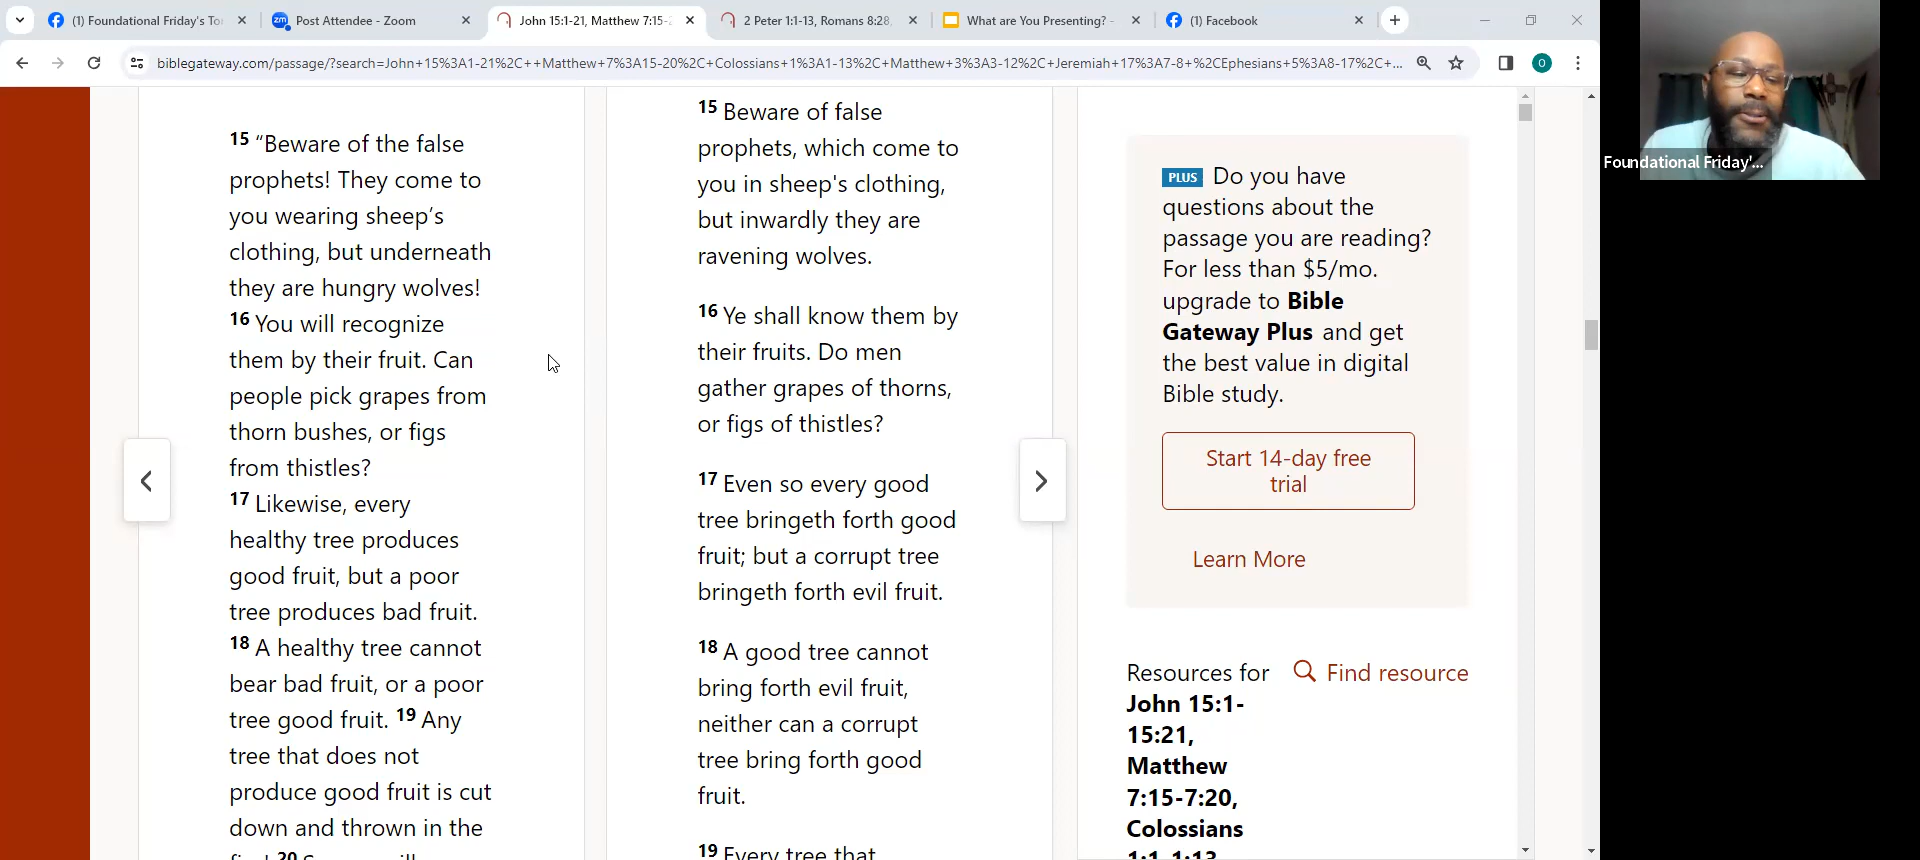 (1) Foundational Friday's To
Post Attendee - Zoom
John 15:1-21, Matthew 7:15-
2 Peter 1:1-13, Romans 8:28,
What are You Presenting? -
(1) Facebook
biblegateway.com/passage/?search=John+15%3A1-21%2C++Matthew+7%3A15-20%2C+Colossians+1%3A1-13%2C+Matthew+3%3A3-12%2C+Jeremiah+17%3A7-8+%2CEphesians+5%3A8-17%2C+...
O
15 “Beware of the false
prophets! They come to
you wearing sheep’s
clothing, but underneath
they are hungry wolves!
16 You will recognize
them by their fruit. Can
people pick grapes from
thorn bushes, or figs
from thistles?
17 Likewise, every
healthy tree produces
good fruit, but a poor
tree produces bad fruit.
18 A healthy tree cannot
bear bad fruit, or a poor
tree good fruit. 19 Any
tree that does not
produce good fruit is cut
down and thrown in the
20
15 Beware of false
prophets, which come to
you in sheep's clothing,
but inwardly they are
ravening wolves.
16 Ye shall know them by
their fruits. Do men
gather grapes of thorns,
or figs of thistles?
17 Even so every good
tree bringeth forth good
fruit; but a corrupt tree
bringeth forth evil fruit.
18 A good tree cannot
bring forth evil fruit,
neither can a corrupt
tree bring forth good
fruit.
19 Every tree that
PLUS Do you have
questions about the
passage you are reading?
For less than $5/mo.
upgrade to Bible
Gateway Plus and get
the best value in digital
Bible study.
Start 14-day free
trial
Learn More
Resources for
John 15:1-
15:21,
Matthew
7:15-7:20,
Colossians
1:1-1:13
Find resource
Foundational Friday'...